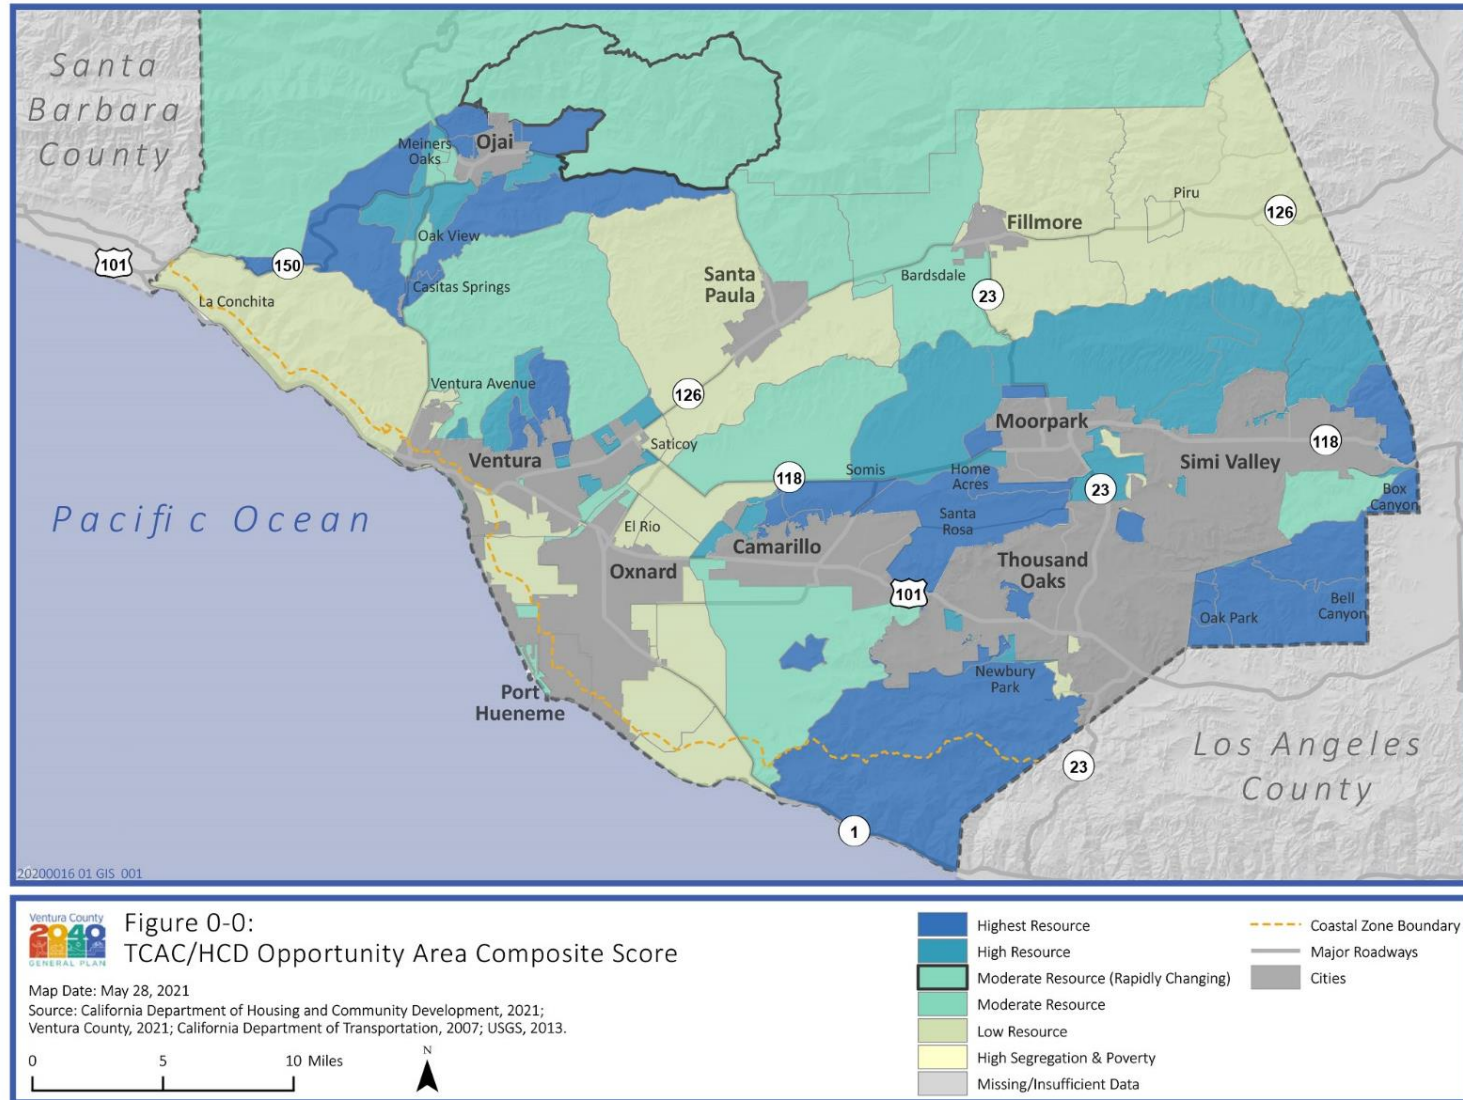 Santa
Barbara
County
Meiners
Oaks
Ojai
Oak View
Casitas Springs
150
101
La Conchita
Santa
Paula
Fillmore
Bardsdale
23
Piru
126
Ventura Avenue
126
Ventura
Saticoy
118
Somis
Moorpark
Home
Acres
118
Simi Valley
23
Box
Canyon
Pacific Ocean
El Rio
Santa
Rosa
Camarillo
Oxnard
Thousand
Oaks
101
Oak Park
Bell
Canyon
Newbury
Park
Port
Hueneme
Los Angeles
County
23
1
20200016 01 GIS 001
Ventura County
2040
GENERAL PLAN
Figure 0-0:
TCAC/HCD Opportunity Area Composite Score
Map Date: May 28, 2021
Source: California Department of Housing and Community Development, 2021;
Ventura County, 2021; California Department of Transportation, 2007; USGS, 2013.
0 5 10 Miles
N
Highest Resource
High Resource
Moderate Resource (Rapidly Changing)
Moderate Resource
Low Resource
High Segregation & Poverty
Missing/Insufficient Data
Coastal Zone Boundary
Major Roadways
Cities